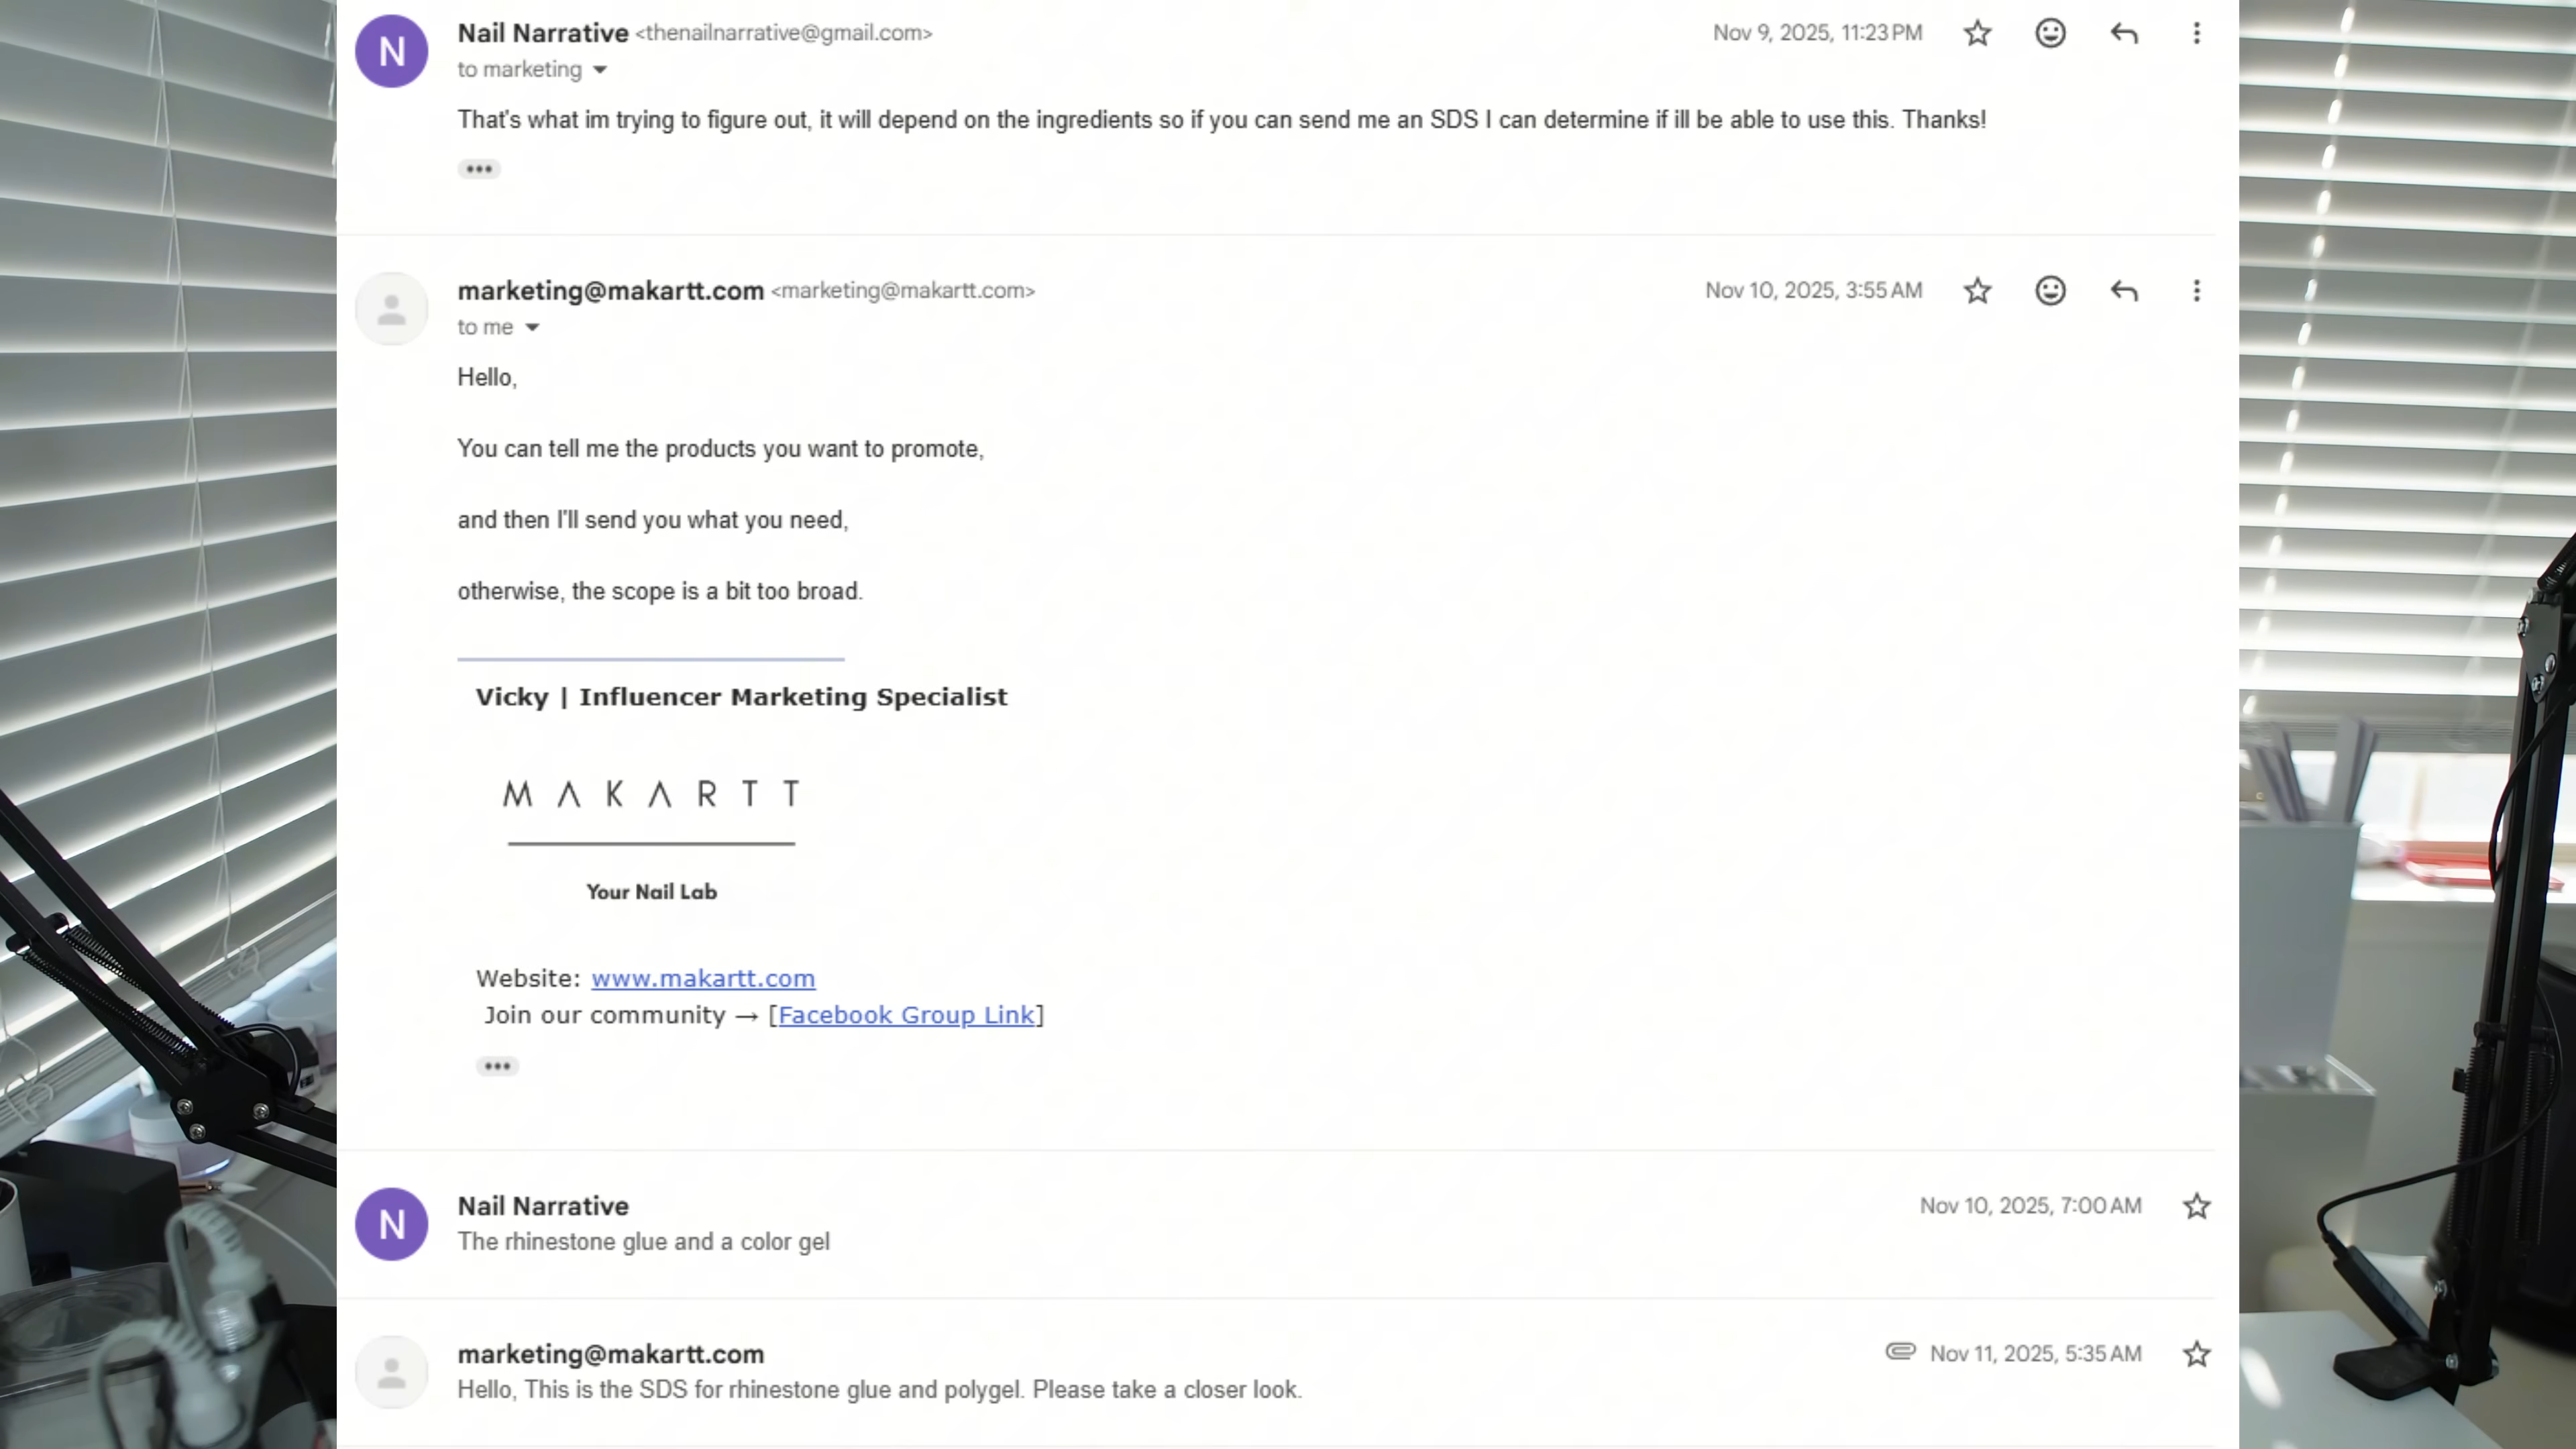 N
Nail Narrative <thenailnarrative@gmail.com>
Nov 9, 2025, 11:23 PM
to marketing
That's what im trying to figure out, it will depend on the ingredients so if you can send me an SDS I can determine if ill be able to use this. Thanks!
marketing@makartt.com <marketing@makartt.com>
Nov 10, 2025, 3:55 AM
to me
Hello,
You can tell me the products you want to promote,
and then I'll send you what you need,
otherwise, the scope is a bit too broad.
Vicky | Influencer Marketing Specialist
MAKARTT
Your Nail Lab
Website: www.makartt.com
Join our community → [Facebook Group Link]
N
Nail Narrative
Nov 10, 2025, 7:00 AM
The rhinestone glue and a color gel
marketing@makartt.com
Nov 11, 2025, 5:35 AM
Hello, This is the SDS for rhinestone glue and polygel. Please take a closer look.